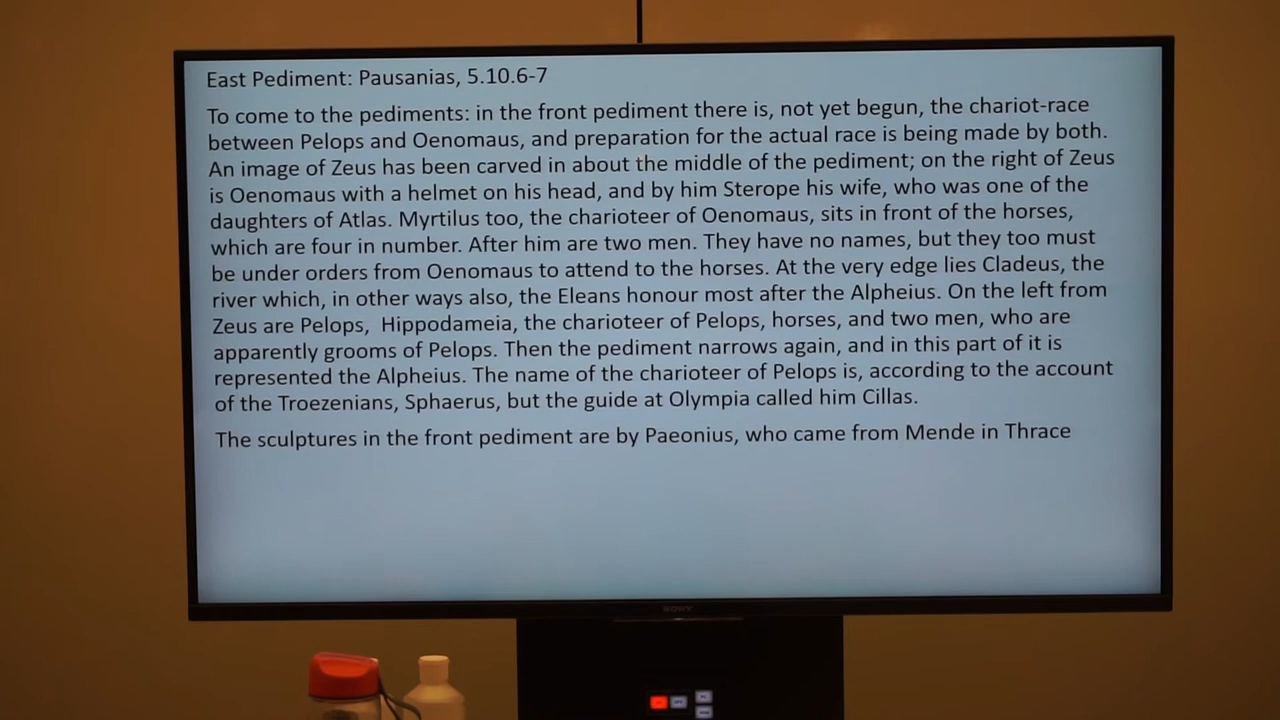 East Pediment: Pausanias, 5.10.6-7
To come to the pediments: in the front pediment there is, not yet begun, the chariot-race
between Pelops and Oenomaus, and preparation for the actual race is being made by both.
An image of Zeus has been carved in about the middle of the pediment; on the right of Zeus
is Oenomaus with a helmet on his head, and by him Sterope his wife, who was one of the
daughters of Atlas. Myrtilus too, the charioteer of Oenomaus, sits in front of the horses,
which are four in number. After him are two men. They have no names, but they too must
be under orders from Oenomaus to attend to the horses. At the very edge lies Cladeus, the
river which, in other ways also, the Eleans honour most after the Alpheius. On the left from
Zeus are Pelops, Hippodameia, the charioteer of Pelops, horses, and two men, who are
apparently grooms of Pelops. Then the pediment narrows again, and in this part of it is
represented the Alpheius. The name of the charioteer of Pelops is, according to the account
of the Troezenians, Sphaerus, but the guide at Olympia called him Cillas.
The sculptures in the front pediment are by Paeonius, who came from Mende in Thrace
SONY